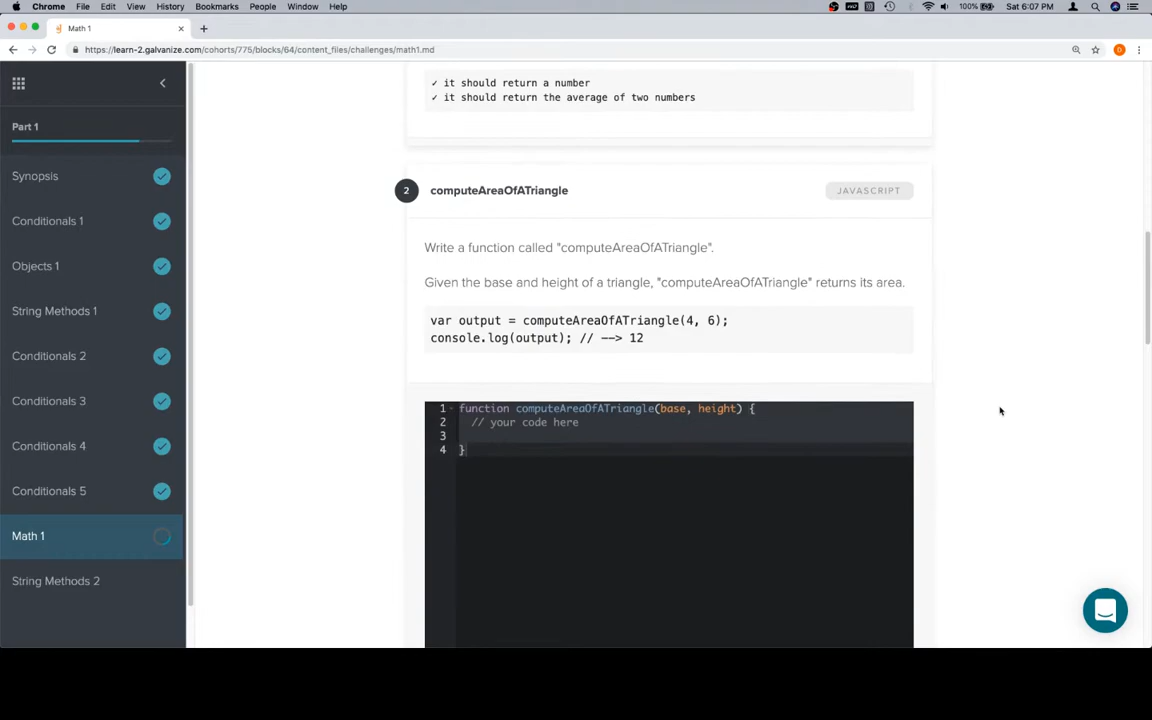 Chrome File Edit View History Bookmarks People Window Help 100% Sat 6:07 PM
Math 1
https://learn-2.galvanize.com/cohorts/775/blocks/64/content_files/challenges/math1.md
Part 1
Synopsis
Conditionals 1
Objects 1
String Methods 1
Conditionals 2
Conditionals 3
Conditionals 4
Conditionals 5
Math 1
String Methods 2
✓ it should return a number
✓ it should return the average of two numbers
2 computeAreaOfATriangle JAVASCRIPT
Write a function called "computeAreaOfATriangle".
Given the base and height of a triangle, "computeAreaOfATriangle" returns its area.
var output = computeAreaOfATriangle(4, 6);
console.log(output); // --> 12
1 function computeAreaOfATriangle(base, height) {
2 // your code here
3
4 }